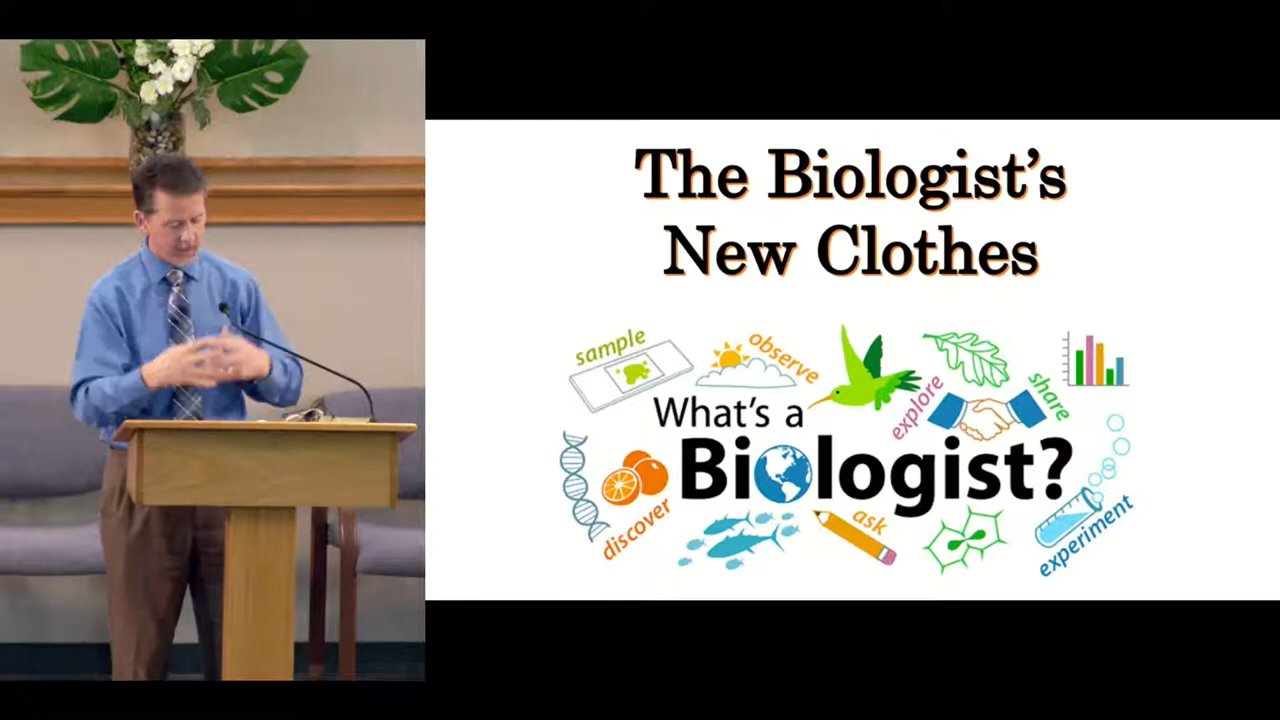 The Biologist's
New Clothes
sample
observe
explore
share
What's a
Biologist?
discover
ask
experiment